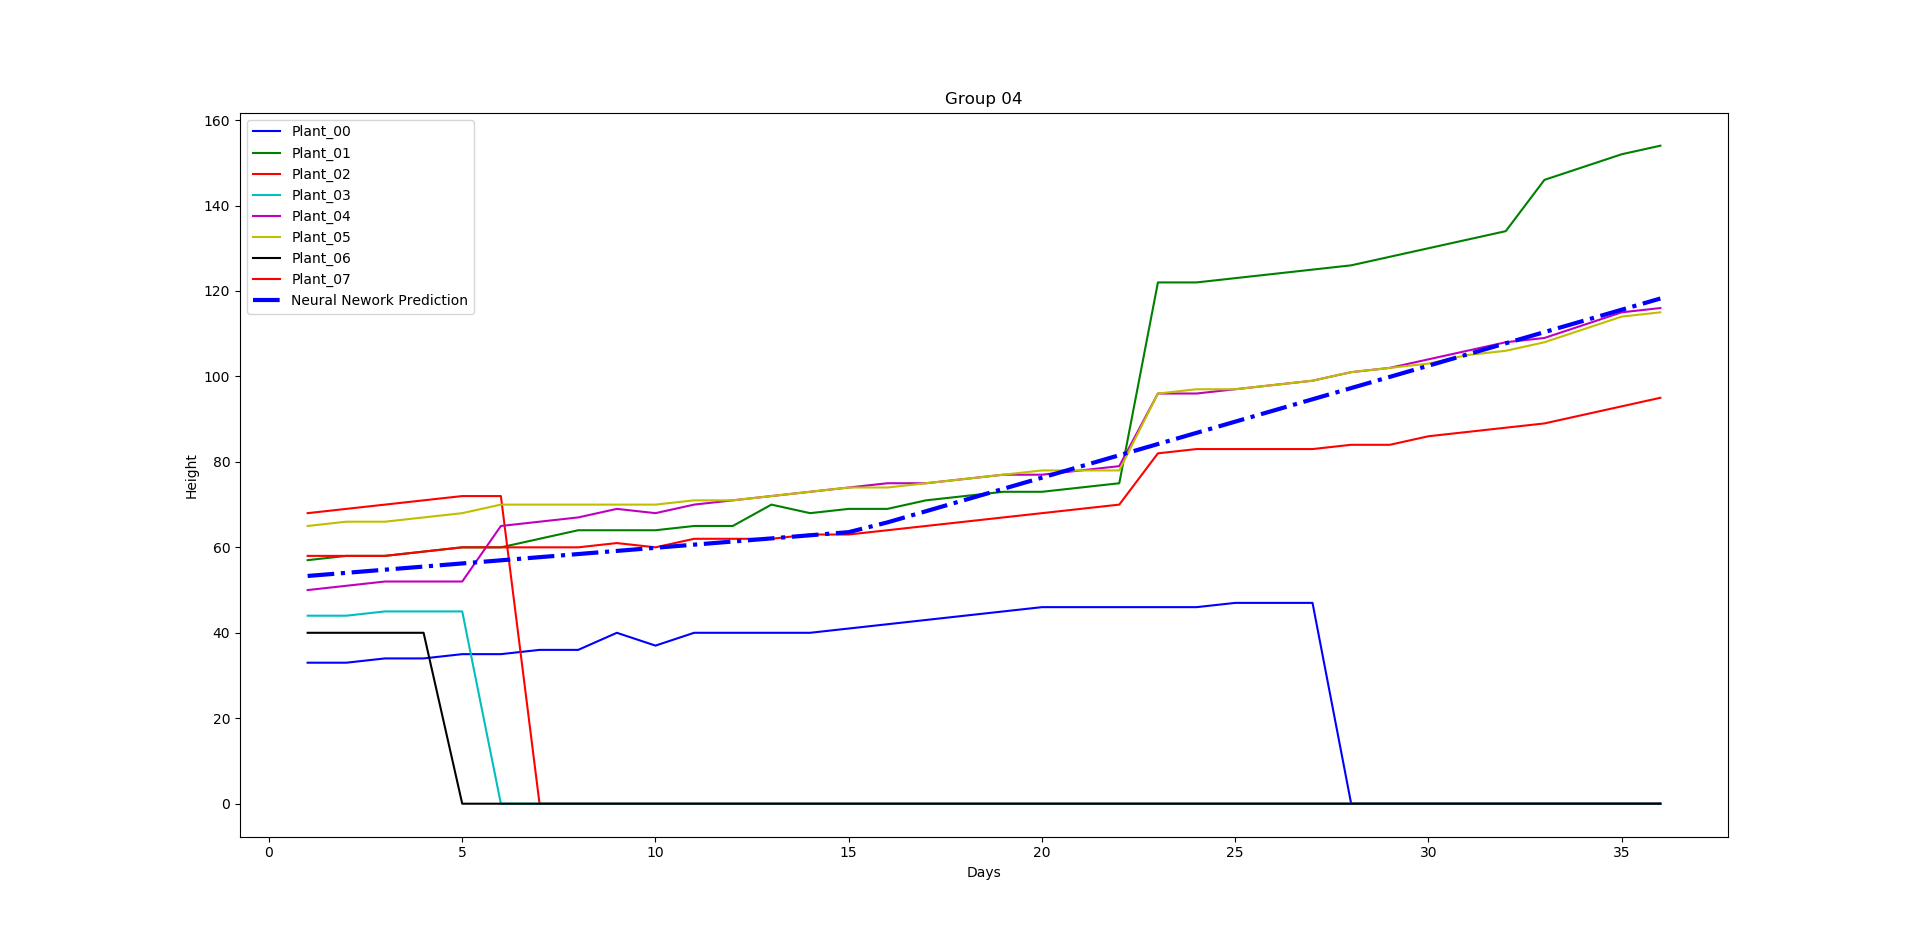 Group 04
160
140
120
100
80
60
40
20
0
Height
Plant_00
Plant_01
Plant_02
Plant_03
Plant_04
Plant_05
Plant_06
Plant_07
Neural Nework Prediction
0 5 10 15 20 25 30 35
Days